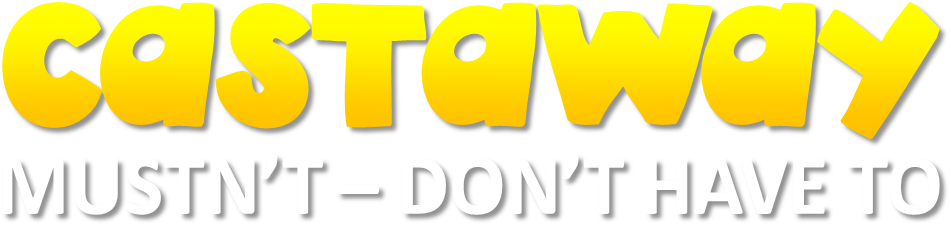 CASTAWAY
MUSTN’T – DON’T HAVE TO